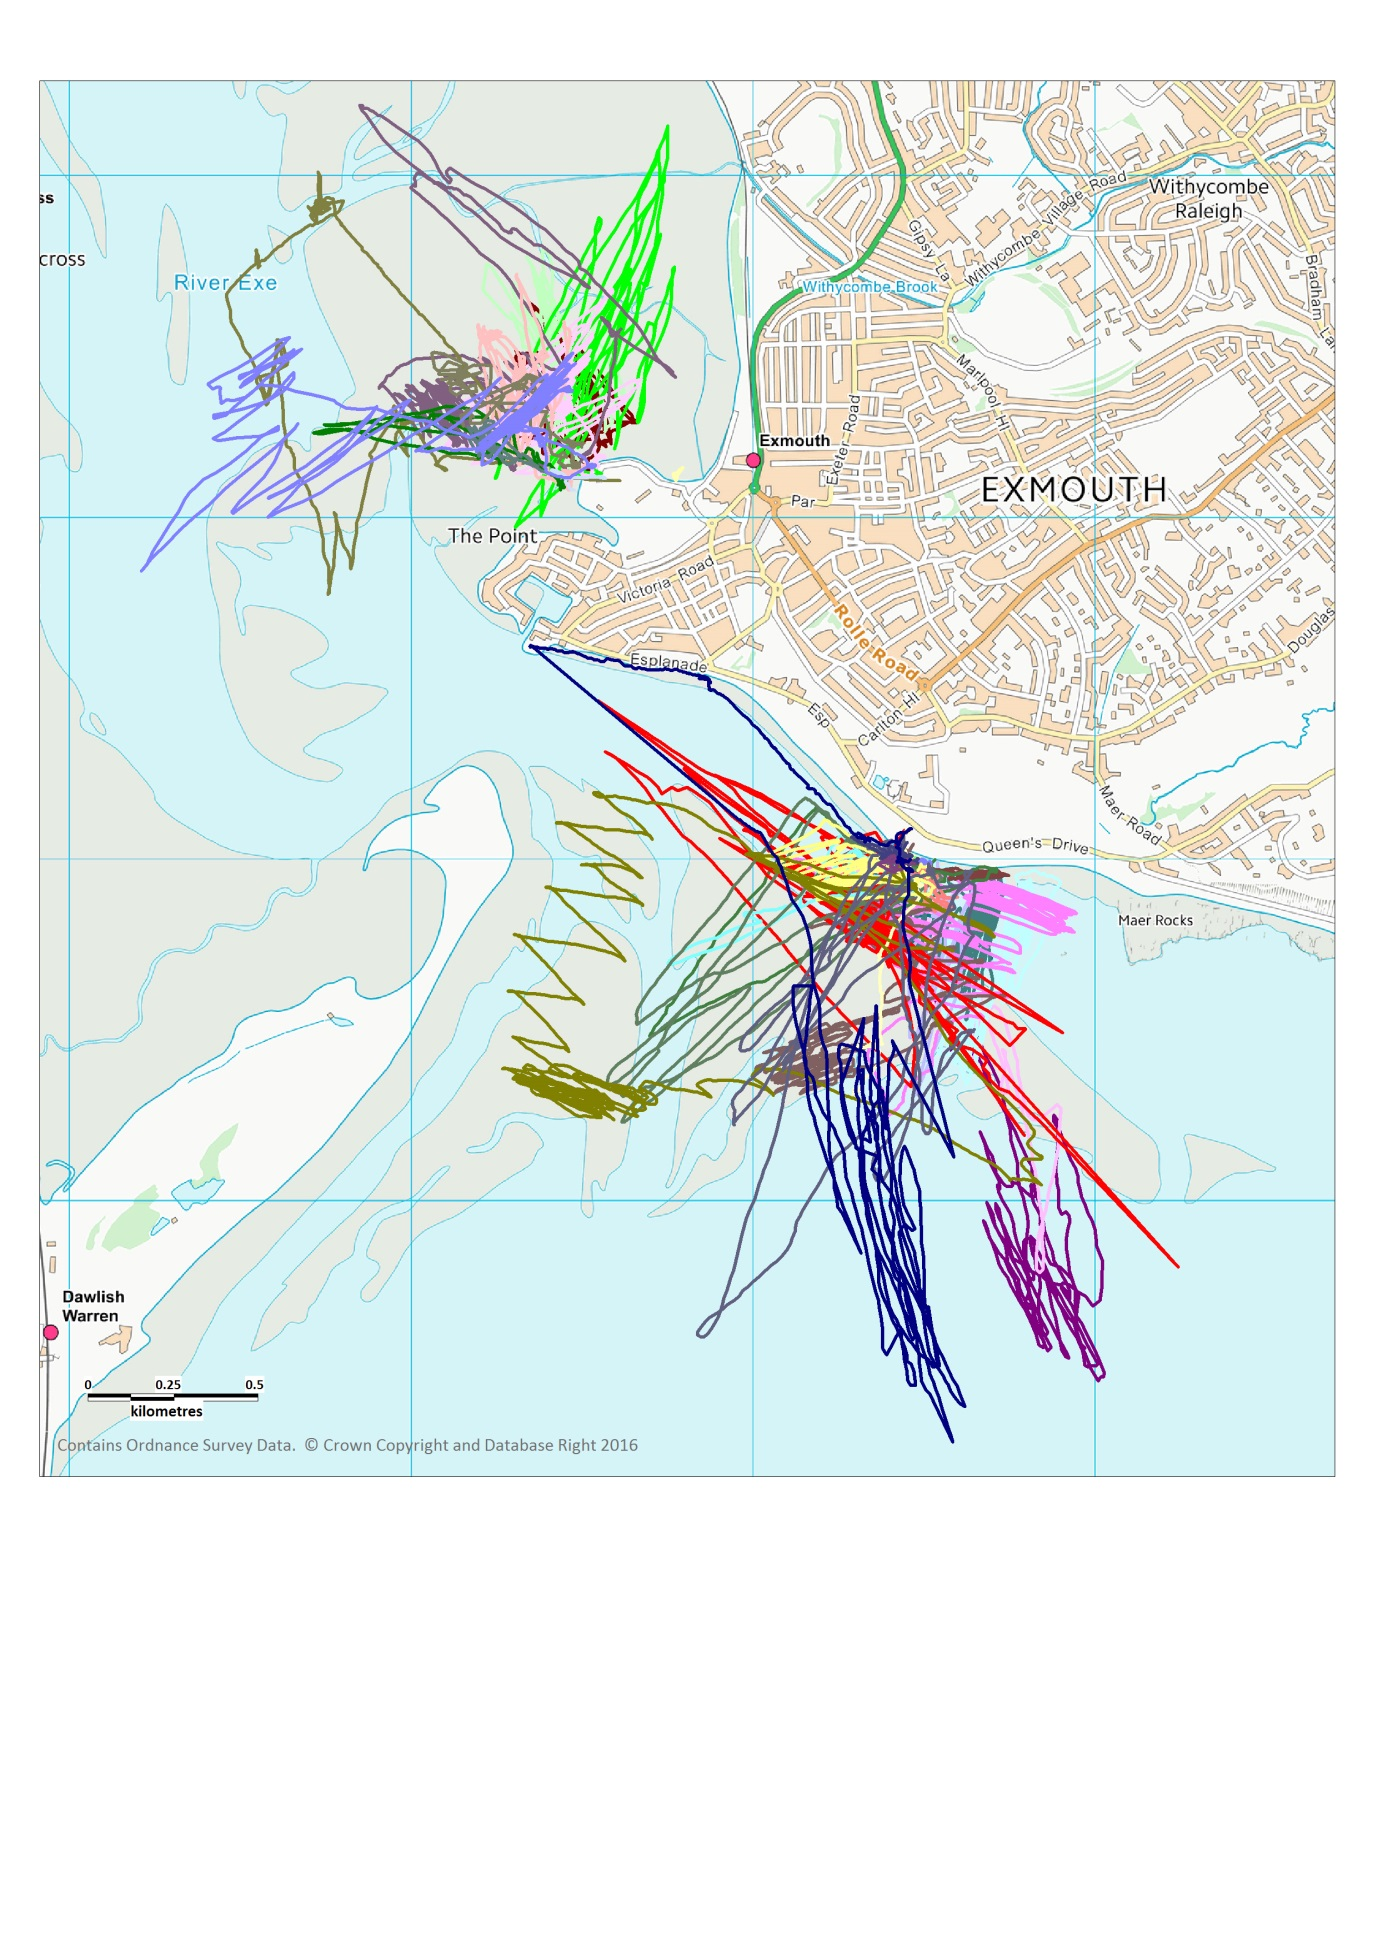 Withycombe
Raleigh
Withycombe Village Road
Gipsy La
Bradham La
ss
cross
River Exe
Withycombe Brook
Marlpool Hl
Exeter Road
Exmouth
EXMOUTH
Par
The Point
Victoria Road
Rolle Road
Douglas
Esplanade
Esp
Carlton Hl
Maer Road
Queen's Drive
Maer Rocks
Dawlish
Warren
0 0.25 0.5
kilometres
Contains Ordnance Survey Data. © Crown Copyright and Database Right 2016